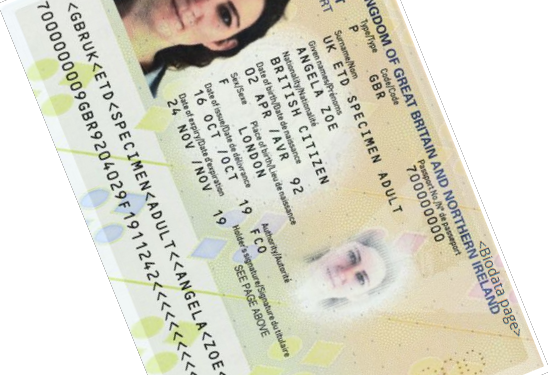 <Biodata page>
NGDOM OF GREAT BRITAIN AND NORTHERN IRELAND
Type/Type Code/Code Passport No./Nº de passeport
P GBR 700000000
Surname/Nom
UK ETD SPECIMEN ADULT
Given names/Prénoms
ANGELA ZOE
Nationality/Nationalité
BRITISH CITIZEN
Date of birth/Date de naissance
02 APR /AVR 92
Sex/Sexe Place of birth/Lieu de naissance
F LONDON
Date of issue/Date de délivrance Authority/Autorité
16 OCT /OCT 19 FCO
Date of expiry/Date d'expiration Holder's signature/Signature du titulaire
24 NOV /NOV 19 SEE PAGE ABOVE
<GBRUK<ETD<SPECIMEN<ADULT<<ANGELA<ZOE<
7000000009GBR9204029F1911242<<<<<<<<